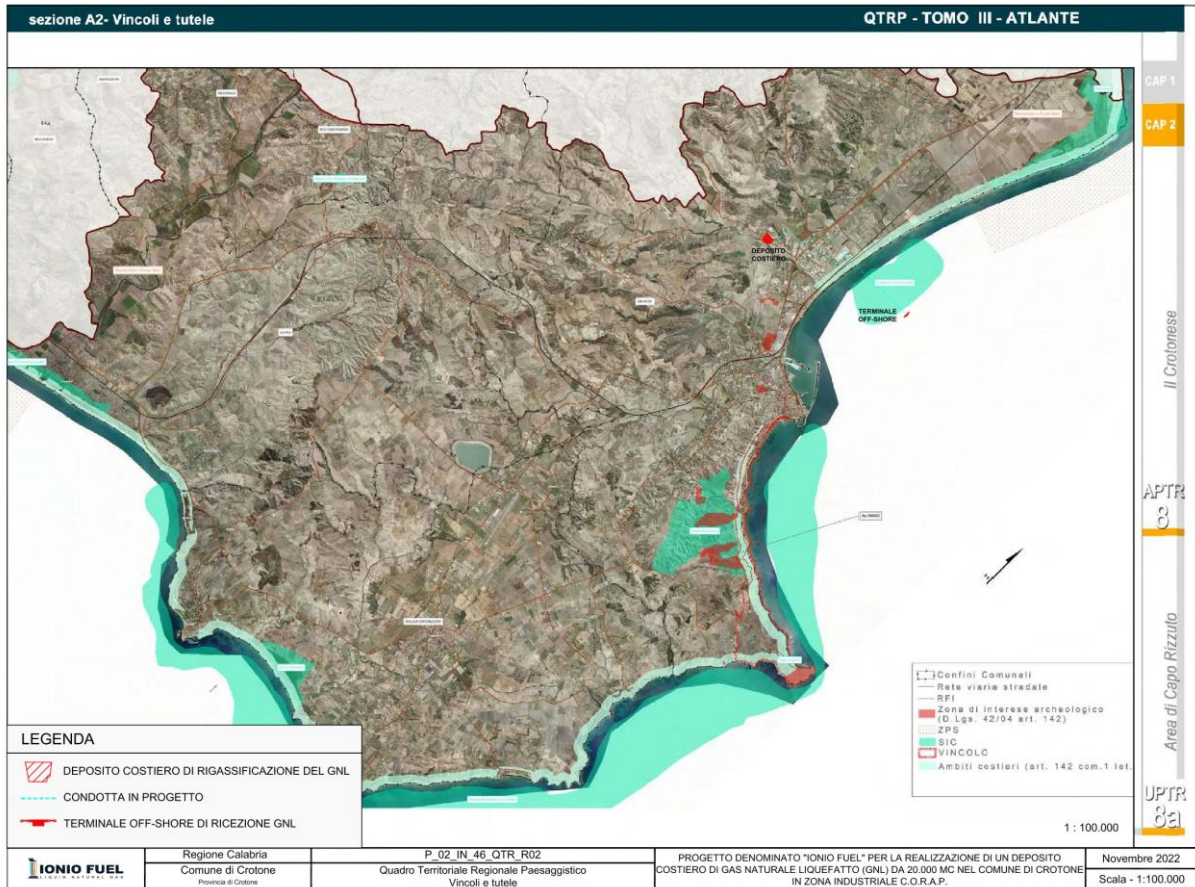 sezione A2- Vincoli e tutele
QTRP - TOMO III - ATLANTE
CAP 1
CAP 2
Il Crotonese
APTR
8
Area di Capo Rizzuto
UPTR
8a
DEPOSITO
COSTIERO
TERMINALE
OFF-SHORE
Confini Comunali
Rete viaria stradale
RFI
Zona di interesse archeologico
(D.Lgs. 42/04 art. 142)
ZPS
SIC
VINCOLO
Ambiti costieri (art. 142 com.1 let.
LEGENDA
DEPOSITO COSTIERO DI RIGASSIFICAZIONE DEL GNL
CONDOTTA IN PROGETTO
TERMINALE OFF-SHORE DI RICEZIONE GNL
1 : 100.000
IONIO FUEL
LIQUID NATURAL GAS
Regione Calabria
Comune di Crotone
Provincia di Crotone
P_02_IN_46_QTR_R02
Quadro Territoriale Regionale Paesaggistico
Vincoli e tutele
PROGETTO DENOMINATO "IONIO FUEL" PER LA REALIZZAZIONE DI UN DEPOSITO
COSTIERO DI GAS NATURALE LIQUEFATTO (GNL) DA 20.000 MC NEL COMUNE DI CROTONE
IN ZONA INDUSTRIALE C.O.R.A.P.
Novembre 2022
Scala - 1:100.000